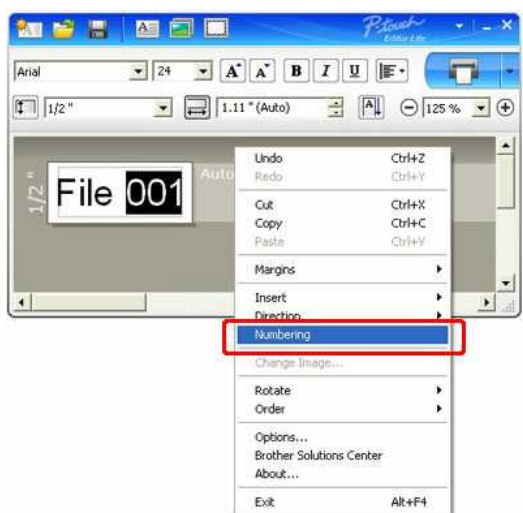 P-touch
Editor Lite
Arial 24 A A B I U
1/2 " 1.11 " (Auto) A 125 %
1/2 "
File 001
Auto
Undo Ctrl+Z
Redo Ctrl+Y
Cut Ctrl+X
Copy Ctrl+C
Paste Ctrl+V
Margins
Insert
Direction
Numbering
Change Image...
Rotate
Order
Options...
Brother Solutions Center
About...
Exit Alt+F4